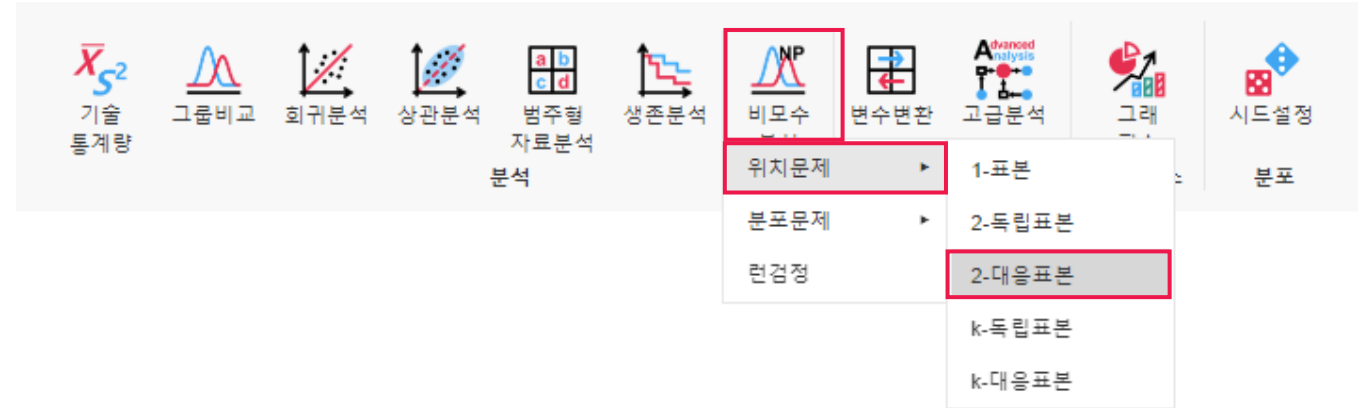 X S²
기술
통계량
그룹비교
회귀분석
상관분석
a b
c d
범주형
자료분석
생존분석
NP
비모수
변수변환
Advanced
Analysis
고급분석
그래
시드설정
분석
분포
위치문제
분포문제
런검정
1-표본
2-독립표본
2-대응표본
k-독립표본
k-대응표본